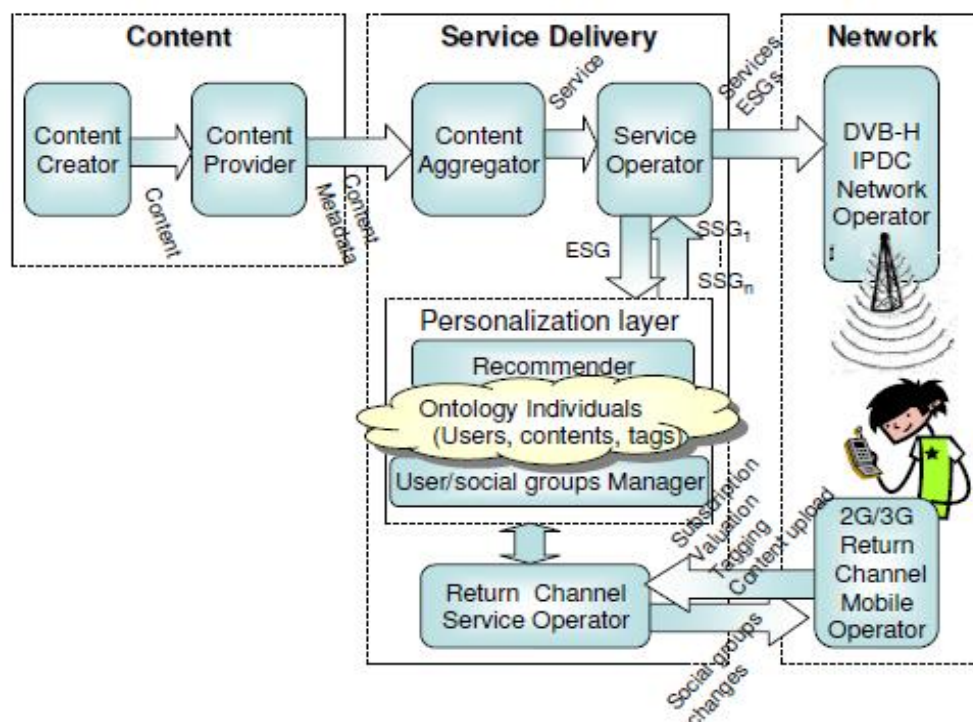 Content
Service Delivery
Network
Content
Creator
Content
Provider
Content
Aggregator
Service
Operator
DVB-H
IPDC
Network
Operator
Content
Content
Metadata
Service
Services
ESGs
ESG
SSG1
SSGn
Personalization layer
Recommender
Ontology Individuals
(Users, contents, tags)
User/social groups Manager
Subscription
Valuation
Tagging
Content upload
Return Channel
Service Operator
2G/3G
Return
Channel
Mobile
Operator
Social groups
changes